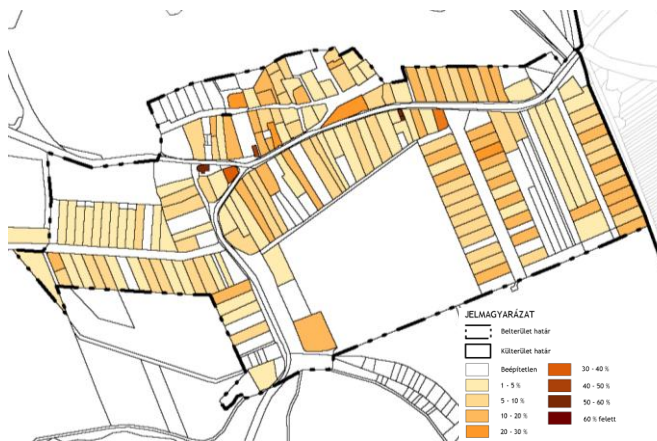 JELMAGYARÁZAT
Belterület határ
Külterület határ
Beépítetlen
1 - 5 %
5 - 10 %
10 - 20 %
20 - 30 %
30 - 40 %
40 - 50 %
50 - 60 %
60 % felett